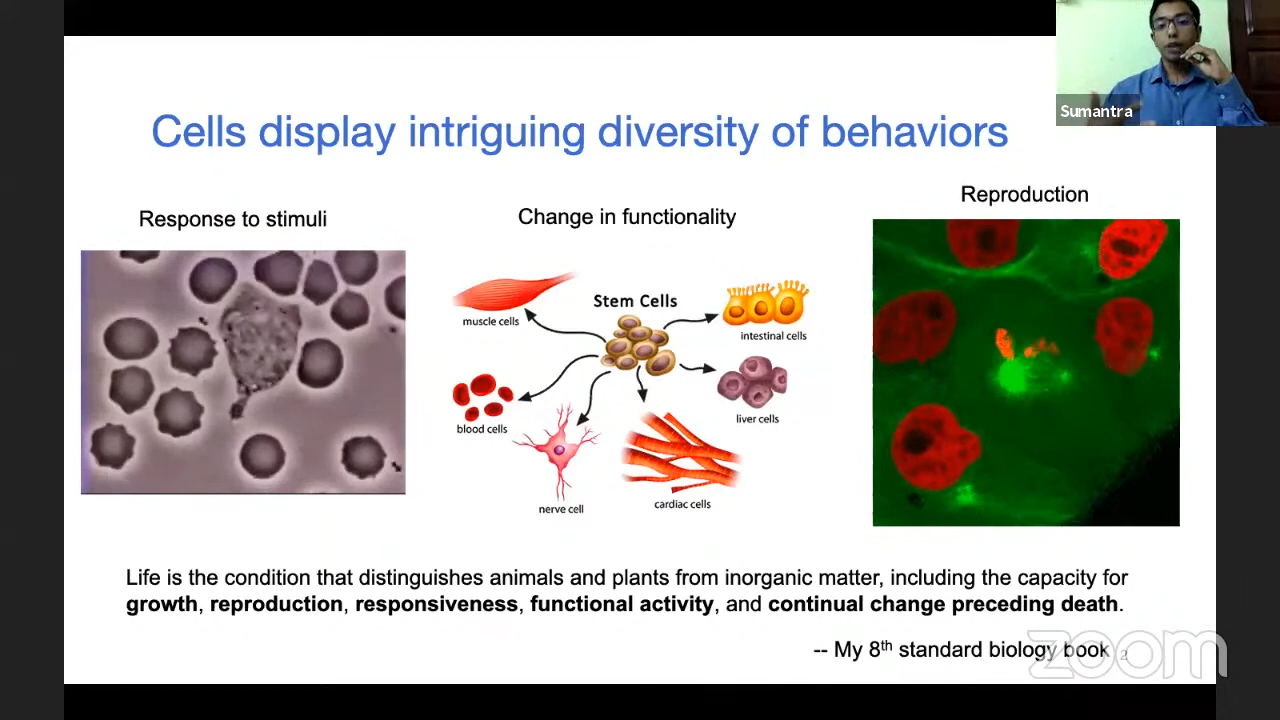 Sumantra
Cells display intriguing diversity of behaviors
Response to stimuli
Change in functionality
Reproduction
Stem Cells
muscle cells
intestinal cells
blood cells
liver cells
nerve cell
cardiac cells
Life is the condition that distinguishes animals and plants from inorganic matter, including the capacity for
growth, reproduction, responsiveness, functional activity, and continual change preceding death.
-- My 8th standard biology book
2
zoom